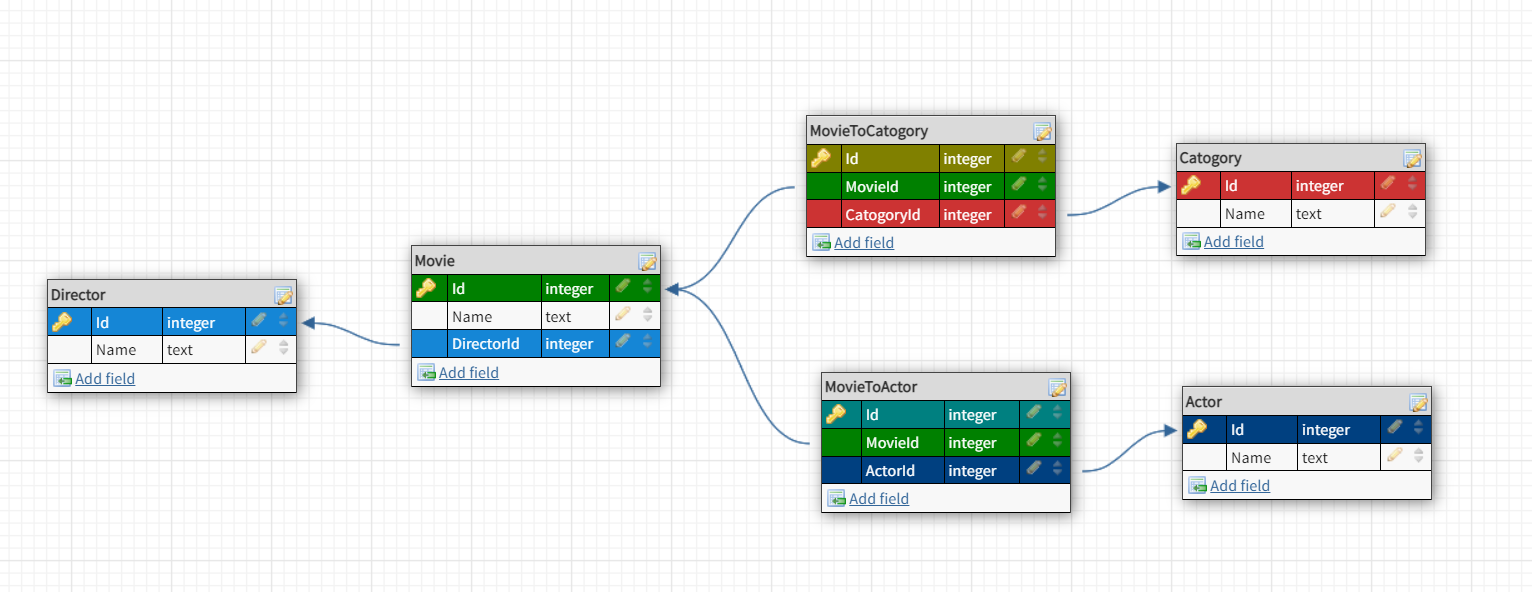 Director
Id integer
Name text
Add field
Movie
Id integer
Name text
DirectorId integer
Add field
MovieToCatogory
Id integer
MovieId integer
CatogoryId integer
Add field
Catogory
Id integer
Name text
Add field
MovieToActor
Id integer
MovieId integer
ActorId integer
Add field
Actor
Id integer
Name text
Add field